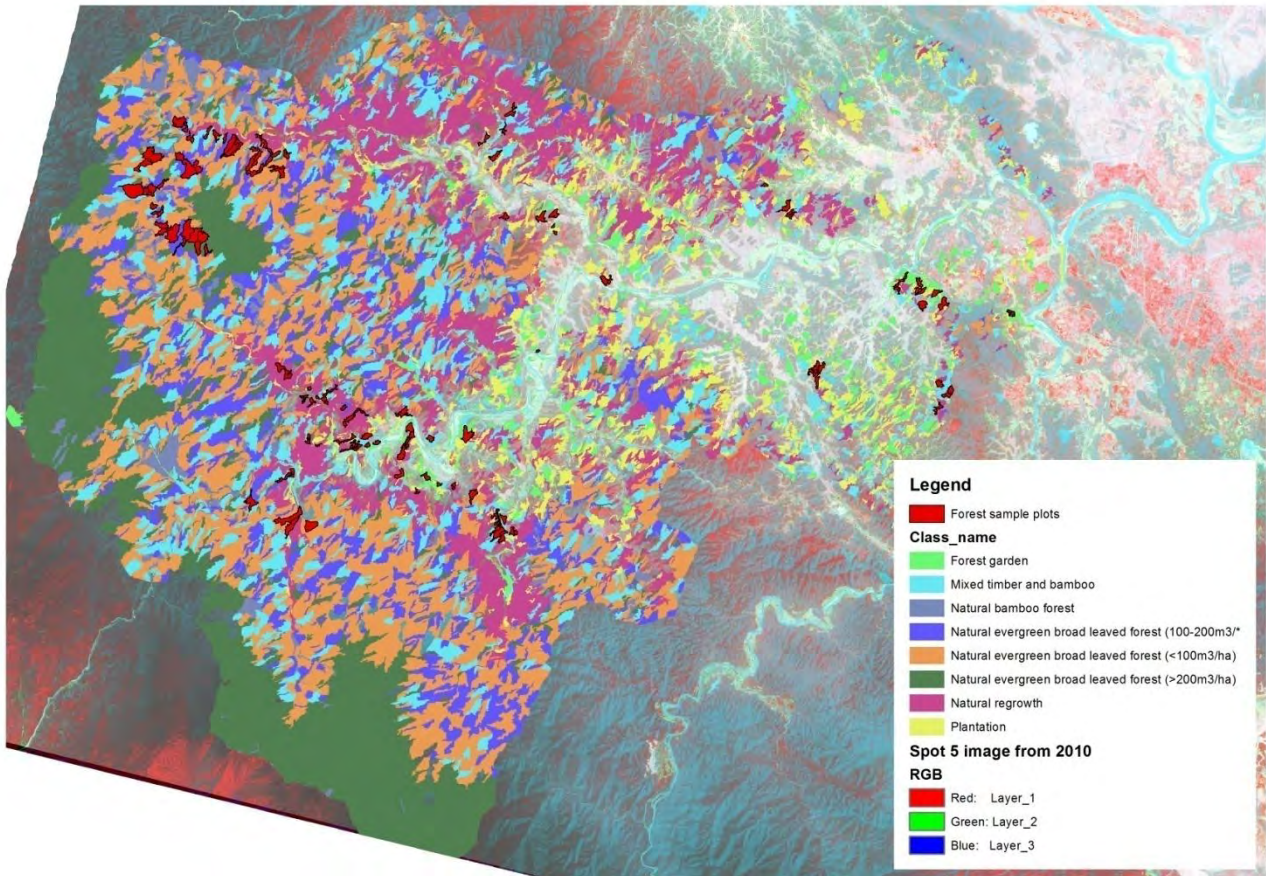 Legend
Forest sample plots
Class_name
Forest garden
Mixed timber and bamboo
Natural bamboo forest
Natural evergreen broad leaved forest (100-200m3/*
Natural evergreen broad leaved forest (<100m3/ha)
Natural evergreen broad leaved forest (>200m3/ha)
Natural regrowth
Plantation
Spot 5 image from 2010
RGB
Red: Layer_1
Green: Layer_2
Blue: Layer_3